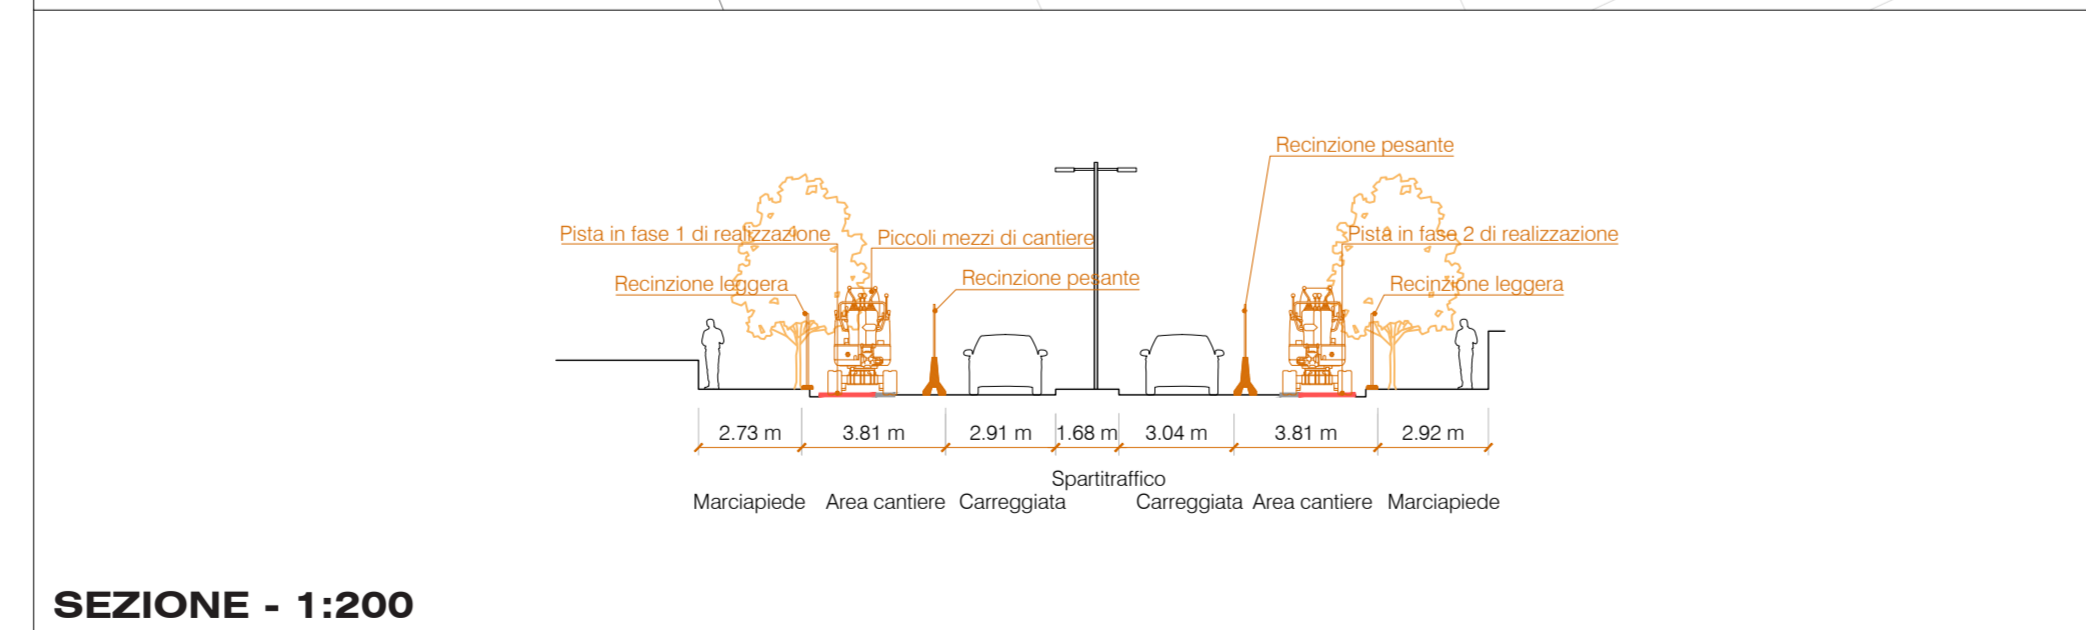 Recinzione pesante
Pista in fase 1 di realizzazione
Piccoli mezzi di cantiere
Pista in fase 2 di realizzazione
Recinzione leggera
Recinzione pesante
Recinzione leggera
2.73 m 3.81 m 2.91 m 1.68 m 3.04 m 3.81 m 2.92 m
Spartitraffico
Marciapiede Area cantiere Carreggiata Carreggiata Area cantiere Marciapiede
SEZIONE - 1:200